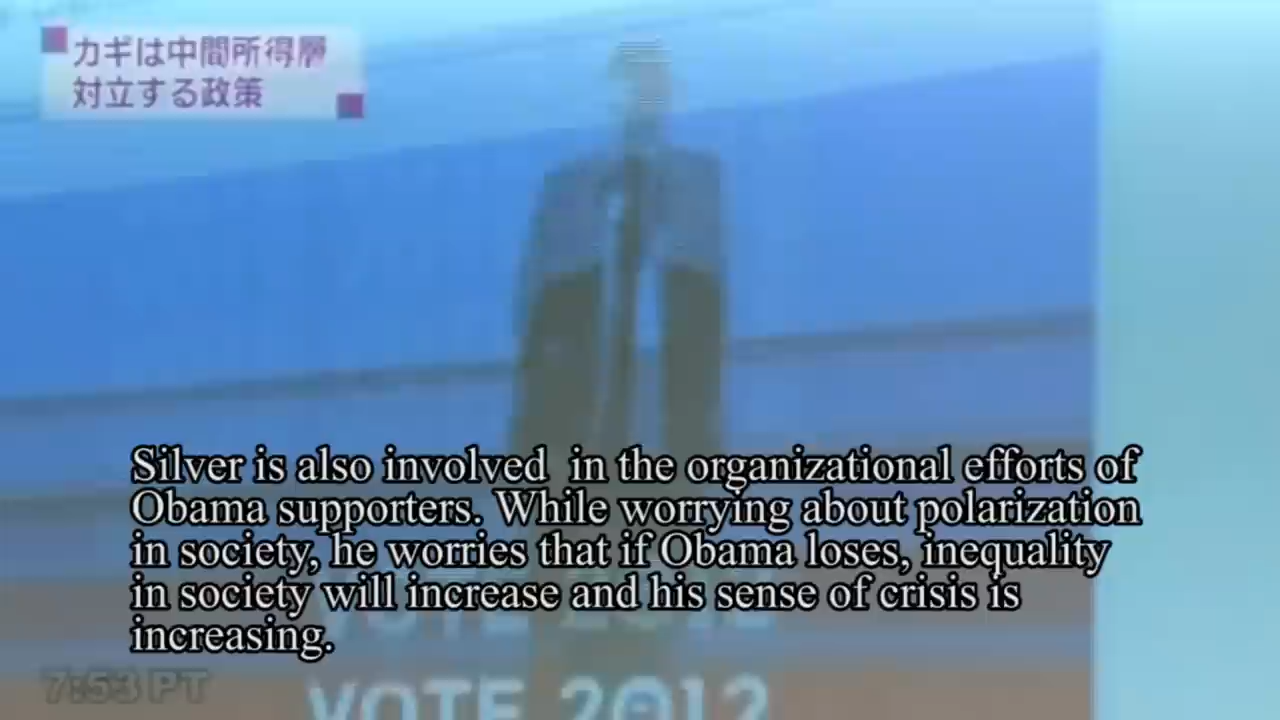 カギは中間所得層
対立する政策
Silver is also involved in the organizational efforts of
Obama supporters. While worrying about polarization
in society, he worries that if Obama loses, inequality
in society will increase and his sense of crisis is
increasing.
VOTE 2012
7:53 PT
VOTE 2012